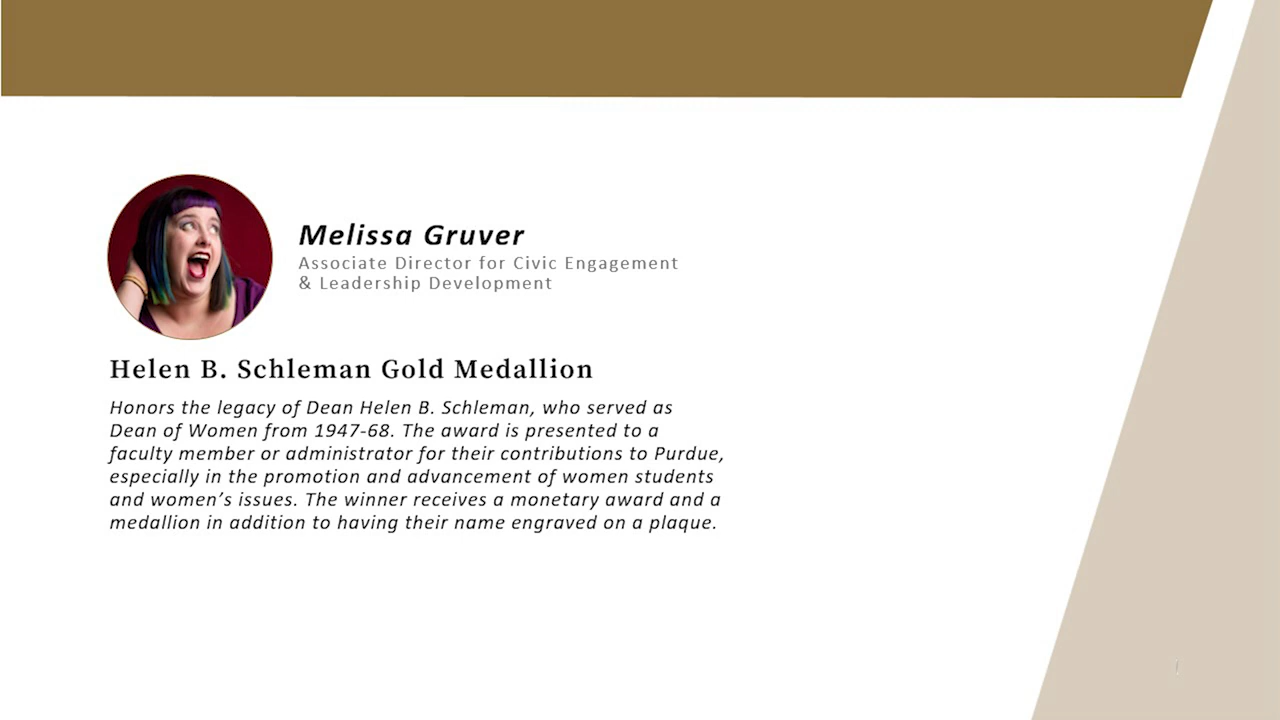 Melissa Gruver
Associate Director for Civic Engagement
& Leadership Development
Helen B. Schleman Gold Medallion
Honors the legacy of Dean Helen B. Schleman, who served as
Dean of Women from 1947-68. The award is presented to a
faculty member or administrator for their contributions to Purdue,
especially in the promotion and advancement of women students
and women’s issues. The winner receives a monetary award and a
medallion in addition to having their name engraved on a plaque.